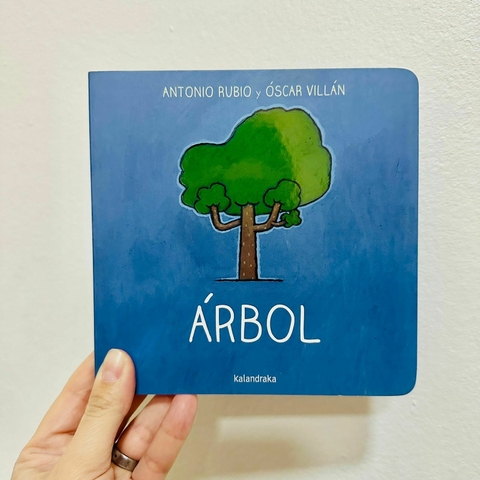 ANTONIO RUBIO y ÓSCAR VILLÁN
ÁRBOL
Kalandraka